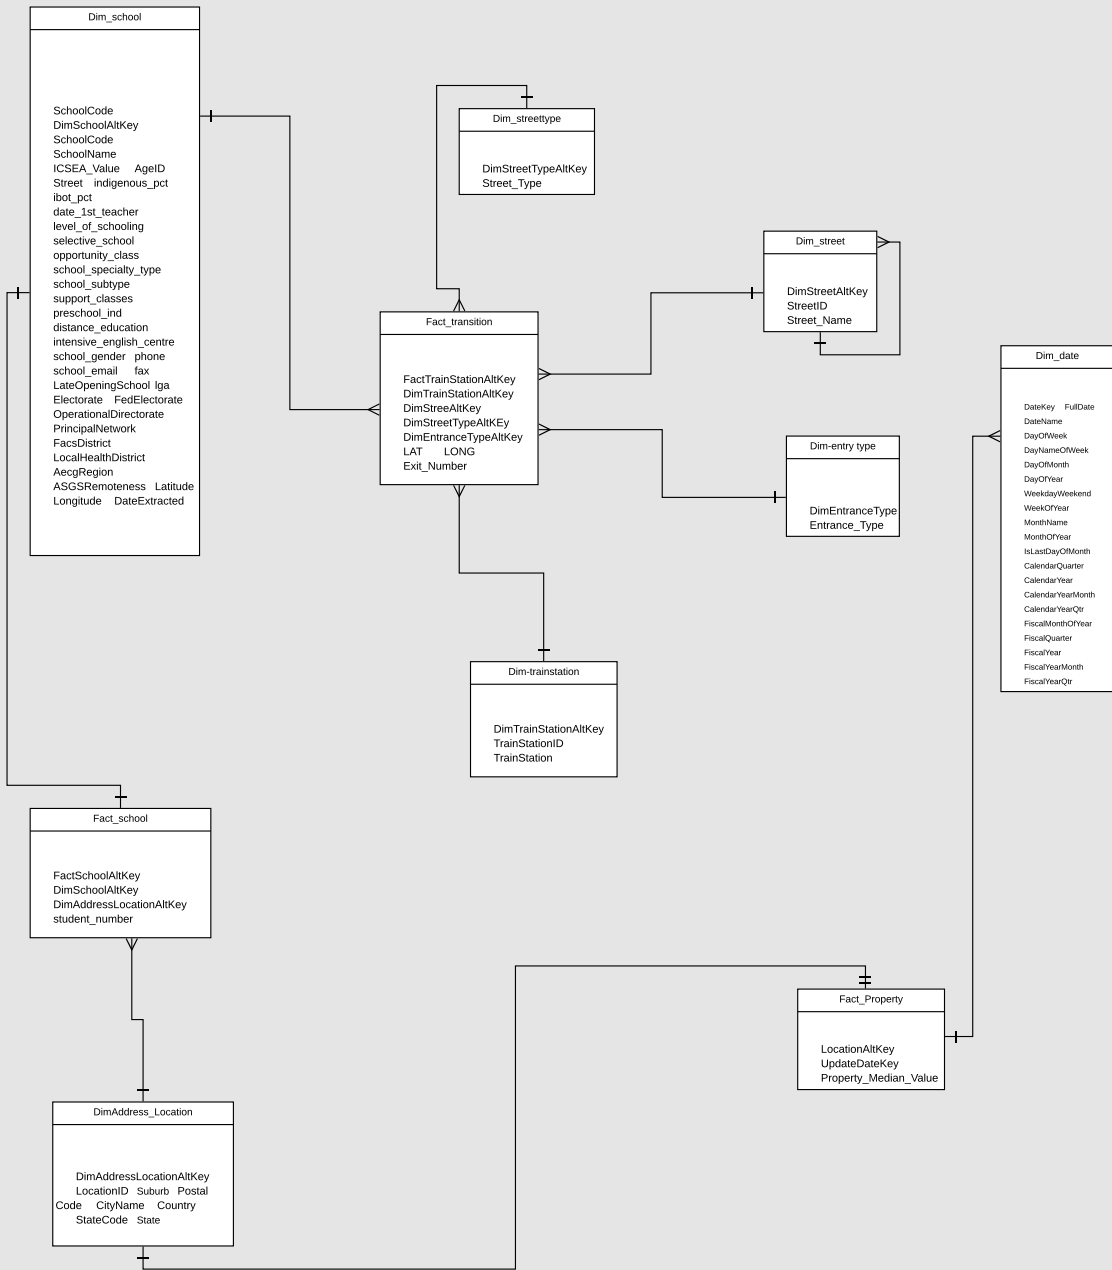 Dim_school
SchoolCode
DimSchoolAltKey
SchoolCode
SchoolName
ICSEA_Value AgeID
Street indigenous_pct
ibot_pct
date_1st_teacher
level_of_schooling
selective_school
opportunity_class
school_specialty_type
school_subtype
support_classes
preschool_ind
distance_education
intensive_english_centre
school_gender phone
school_email fax
LateOpeningSchool lga
Electorate FedElectorate
OperationalDirectorate
PrincipalNetwork
FacsDistrict
LocalHealthDistrict
AecgRegion
ASGSRemoteness Latitude
Longitude DateExtracted
Dim_streettype
DimStreetTypeAltKey
Street_Type
Dim_street
DimStreetAltKey
StreetID
Street_Name
Fact_transition
FactTrainStationAltKey
DimTrainStationAltKey
DimStreeAltKey
DimStreetTypeAltKEy
DimEntranceTypeAltKey
LAT LONG
Exit_Number
Dim_date
DateKey FullDate
DateName
DayOfWeek
DayNameOfWeek
DayOfMonth
DayOfYear
WeekdayWeekend
WeekOfYear
MonthName
MonthOfYear
IsLastDayOfMonth
CalendarQuarter
CalendarYear
CalendarYearMonth
CalendarYearQtr
FiscalMonthOfYear
FiscalQuarter
FiscalYear
FiscalYearMonth
FiscalYearQtr
Dim-entry type
DimEntranceType
Entrance_Type
Dim-trainstation
DimTrainStationAltKey
TrainStationID
TrainStation
Fact_school
FactSchoolAltKey
DimSchoolAltKey
DimAddressLocationAltKey
student_number
Fact_Property
LocationAltKey
UpdateDateKey
Property_Median_Value
DimAddress_Location
DimAddressLocationAltKey
LocationID Suburb Postal
Code CityName Country
StateCode State